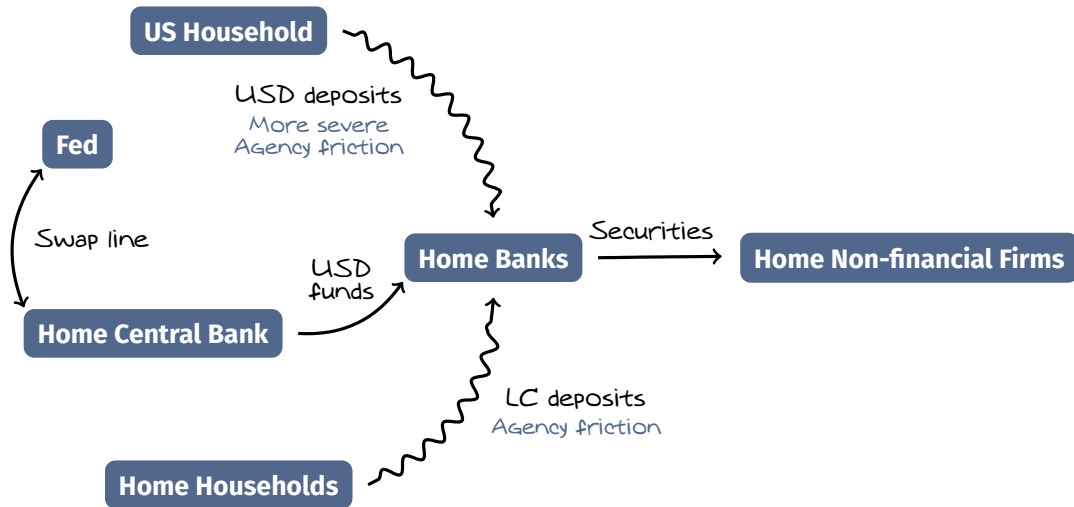 US Household
USD deposits
More severe
Agency friction
Fed
Swap line
USD
funds
Home Banks
Securities
Home Non-financial Firms
Home Central Bank
LC deposits
Agency friction
Home Households